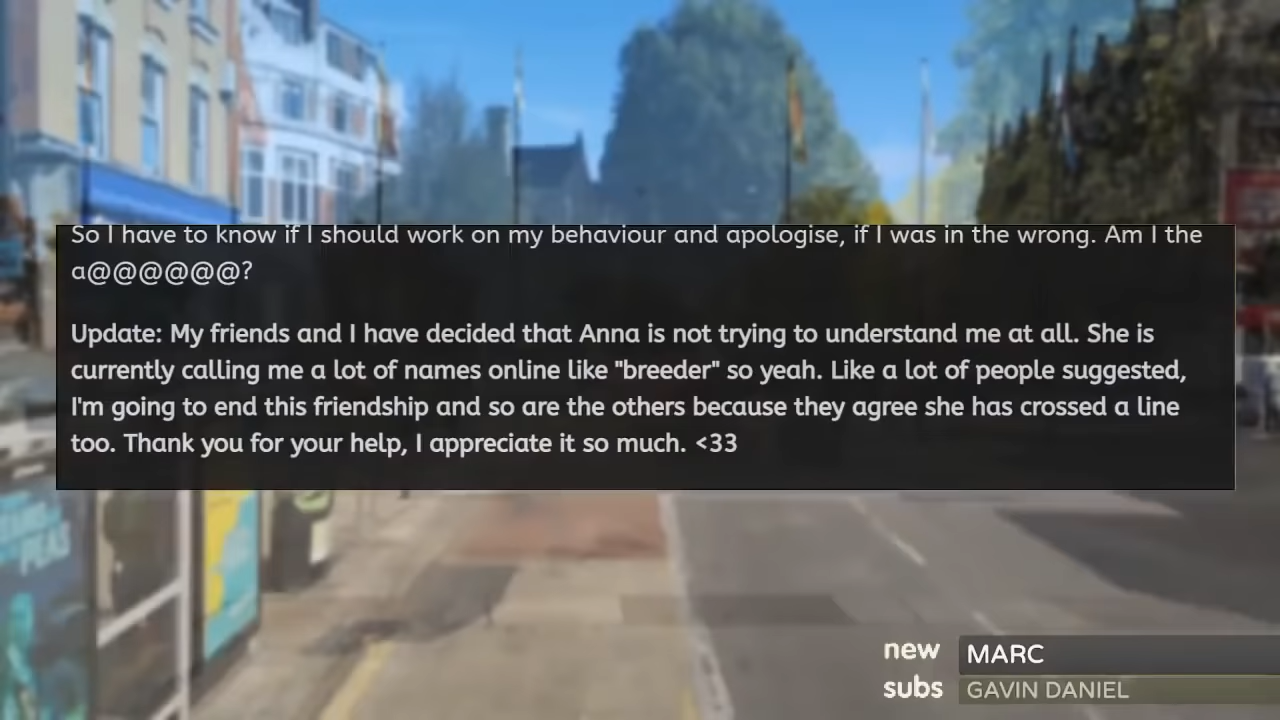 So I have to know if I should work on my behaviour and apologise, if I was in the wrong. Am I the
a@@@@@@?
Update: My friends and I have decided that Anna is not trying to understand me at all. She is
currently calling me a lot of names online like "breeder" so yeah. Like a lot of people suggested,
I'm going to end this friendship and so are the others because they agree she has crossed a line
too. Thank you for your help, I appreciate it so much. <33
new
MARC
subs
GAVIN DANIEL